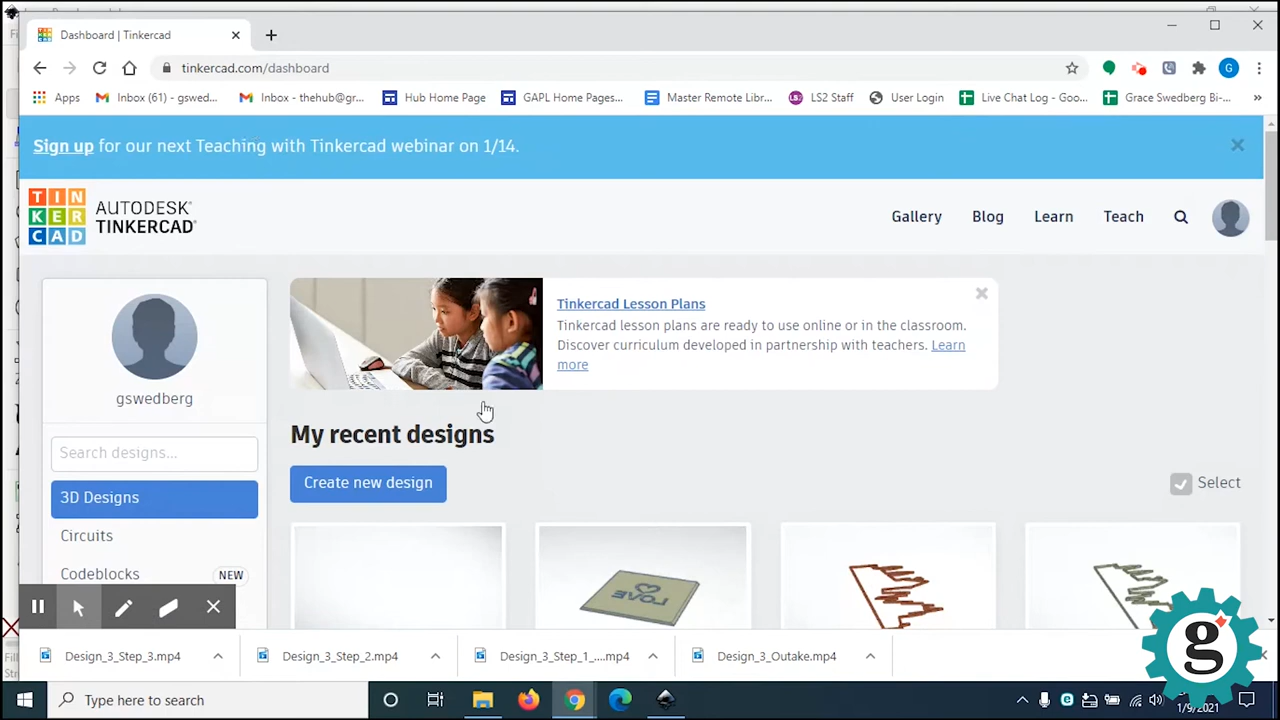 Dashboard | Tinkercad
tinkercad.com/dashboard
G
Apps
Inbox (61) - gswed...
Inbox - thehub@gr...
Hub Home Page
GAPL Home Pages...
Master Remote Libr...
LS2 Staff
User Login
Live Chat Log - Goo...
Grace Swedberg Bi-...
»
Sign up for our next Teaching with Tinkercad webinar on 1/14.
TIN
KER
CAD
AUTODESK®
TINKERCAD®
Gallery
Blog
Learn
Teach
gswedberg
Search designs...
3D Designs
Circuits
Codeblocks
NEW
Tinkercad Lesson Plans
Tinkercad lesson plans are ready to use online or in the classroom.
Discover curriculum developed in partnership with teachers. Learn
more
My recent designs
Create new design
Select
LOVE
Design_3_Step_3.mp4
Design_3_Step_2.mp4
Design_3_Step_1_....mp4
Design_3_Outake.mp4
g
Type here to search
1/9/2021